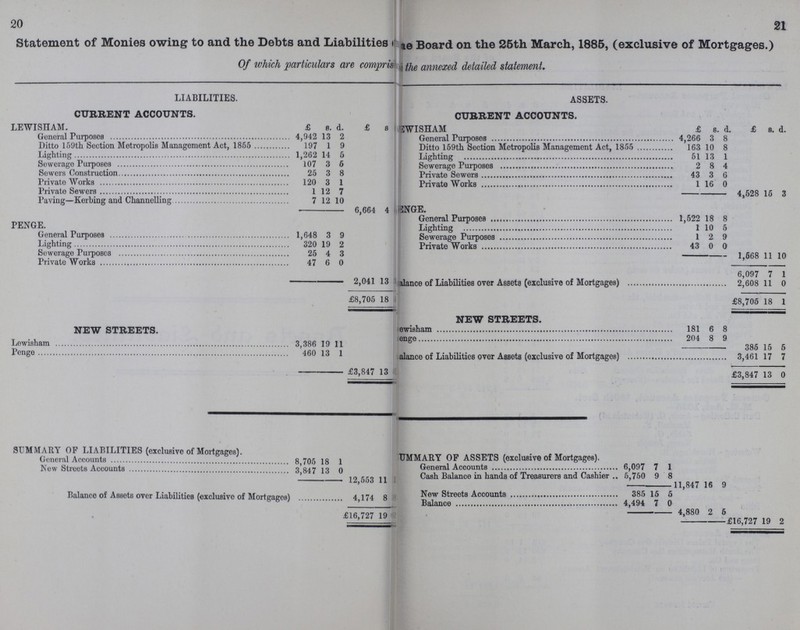 20
Statement of Monies owing to and the Debts and Liabilities
Of which particulars are
LIABILITIES.
CURRENT ACCOUNTS.
LEWISHAM. £ s. d. £ s
General Purposes 4,942 13 2
Ditto 159th Section Metropolis Management Act, 1855 197 1 9
Lighting 1,262 14 5
Sewerage Purposes 107 3 5
Sewers Construction 25 3 8
Private Works 120 3 1
Private Sewers 1 12 7
Paving—Kerbing and Channelling 7 12 10
6,664 4
PENGE.
General Purposes 1,648 3 9
Lighting 320 19 2
Sewerage Purposes 25 4 3
Private Works 47 6 0
2,041 13
£8,705 18
NEW STREETS.
Lewisham 3,386 19 11
Penge 460 13 1
£3,847 13
SUMMARY OF LIABILITIES (exclusive of Mortgages).
General Accounts 8,705 18 1
New Streets Accounts 3,847 13 0
12,553 11
Balance of Assets over Liabilities (exclusive of Mortgages) 4,174 8
£16,727 19
21
Board on the 25th March, 1885, (exclusive of Mortgages.)
the annexed detailed statement.
ASSETS.
CURRENT ACCOUNTS.
EWISHAM £ s. d. £ s. d.
General Purposes 4,266 3 8
Ditto 159th Section Metropolis Management Act, 1855 163 10 8
Lighting 51 13 1
Sewerage Purposes 2 8 4
Private Sewers 43 3 6
Private Works 1 16 0
4,528 15 3
ENGE.
General Purposes 1,522 18 8
Lighting 1 10 5
Sewerage Purposes 1 2 9
Private Works 43 0 0
1,568 11 10
6,097 7 1
alance of Liabilities over Assets (exclusive of Mortgages) 2,608 11 0
£8,705 18 1
NEW STREETS.
ewisham 181 6 8
enge 204 8 9
385 15 5
alance of Liabilities over Assets (exclusive of Mortgages) 3,461 17 7
£3,847 13 0
UMMARY OF ASSETS (exclusive of Mortgages).
General Accounts 6,097 7 1
Cash Balance in hands of Treasurers and Cashier .. 5,750 9 8
11,847 16 9
New Streets Accounts 385 15 5
Balance 4,494 7 0
4,880 2 5
£16,727 19 2